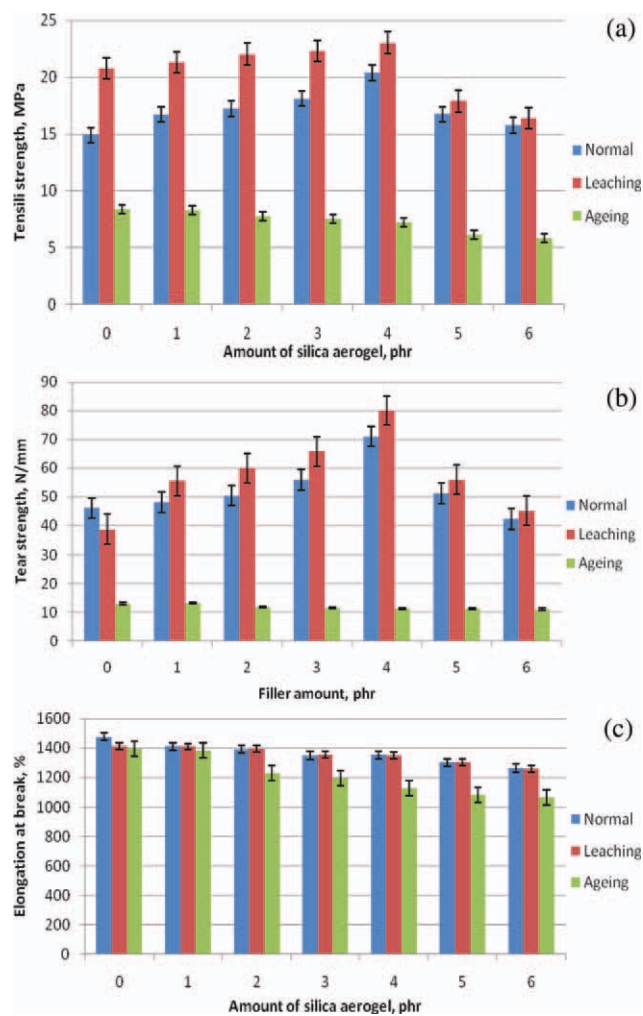 (a)
Tensili strength, MPa
25
20
15
10
5
0
0 1 2 3 4 5 6
Amount of silica aerogel, phr
Normal
Leaching
Ageing
(b)
Tear strength, N/mm
90
80
70
60
50
40
30
20
10
0
0 1 2 3 4 5 6
Filler amount, phr
Normal
Leaching
Ageing
(c)
Elongation at break, %
1600
1400
1200
1000
800
600
400
200
0
0 1 2 3 4 5 6
Amount of silica aerogel, phr
Normal
Leaching
Ageing